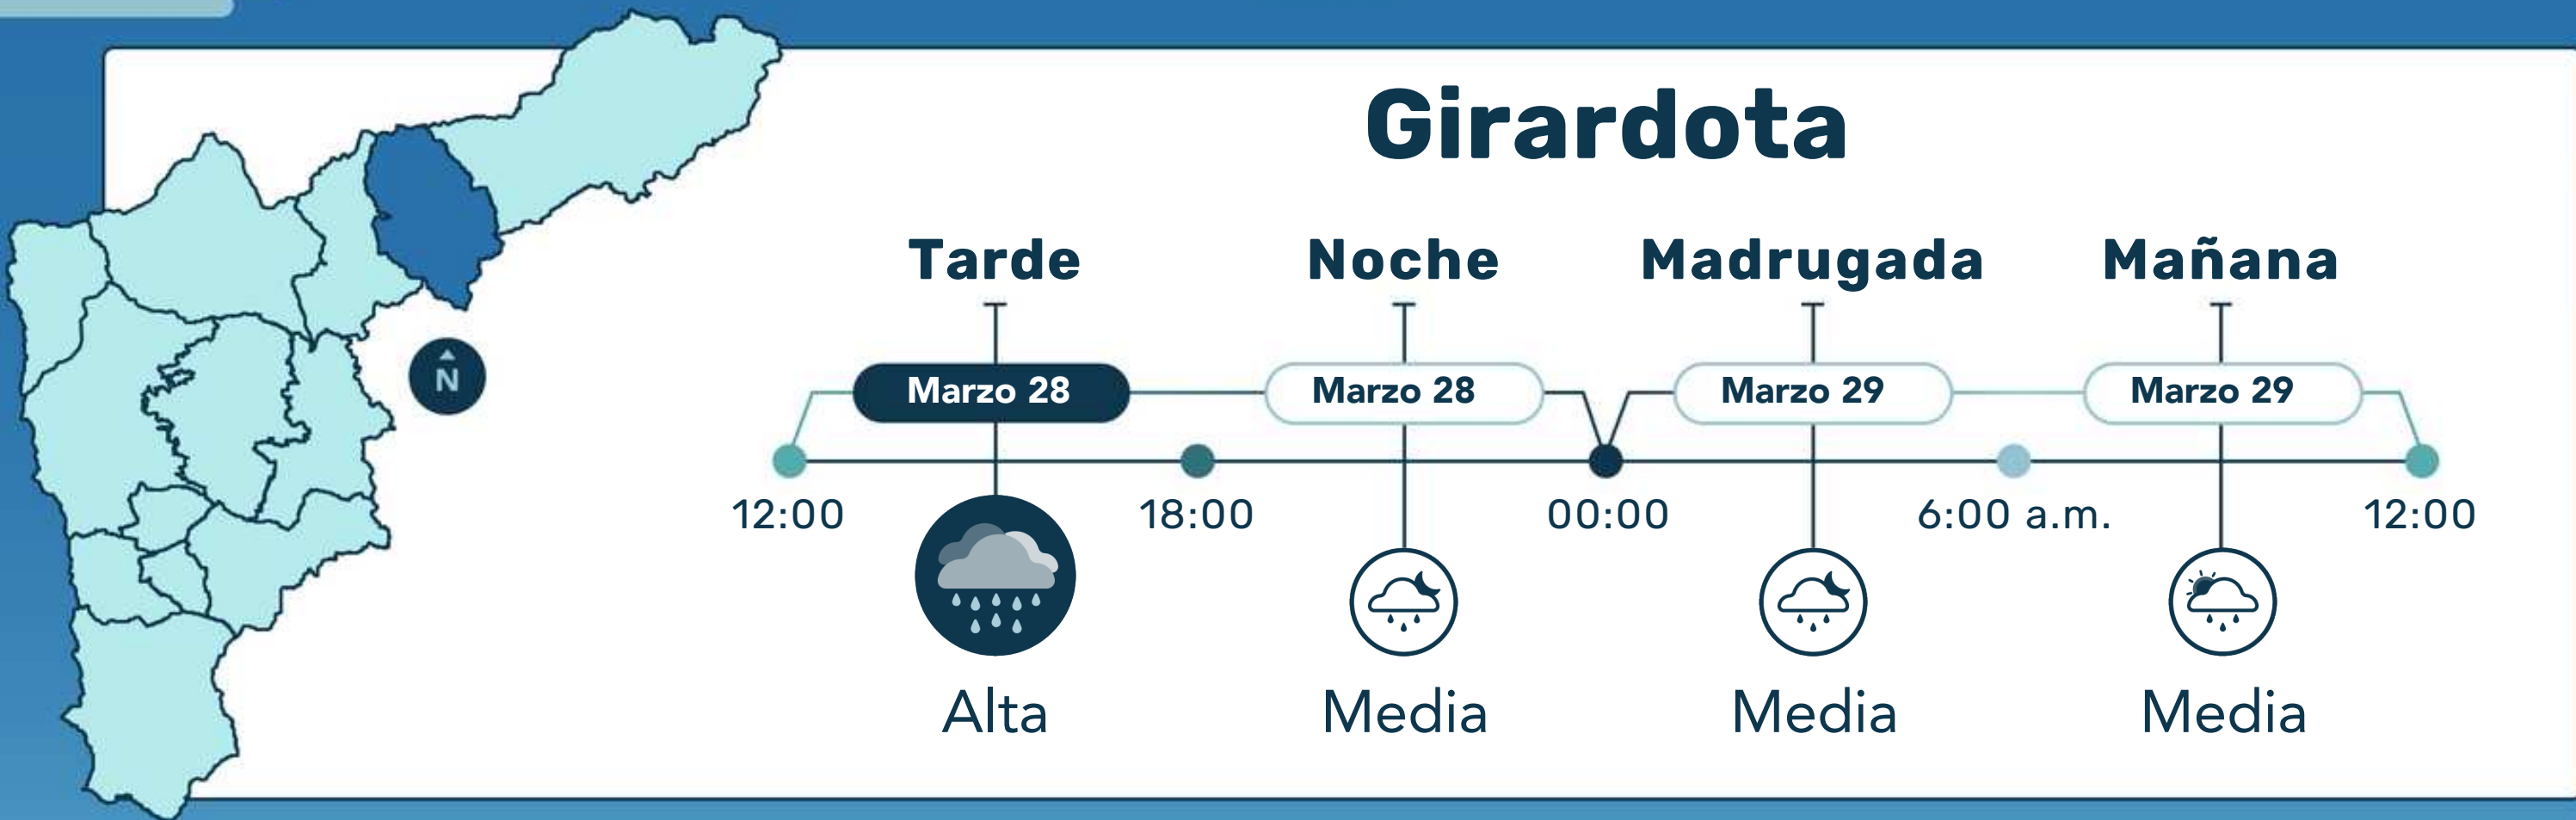 Girardota
Tarde Noche Madrugada Mañana
Marzo 28 Marzo 28 Marzo 29 Marzo 29
N
12:00 18:00 00:00 6:00 a.m. 12:00
Alta Media Media Media